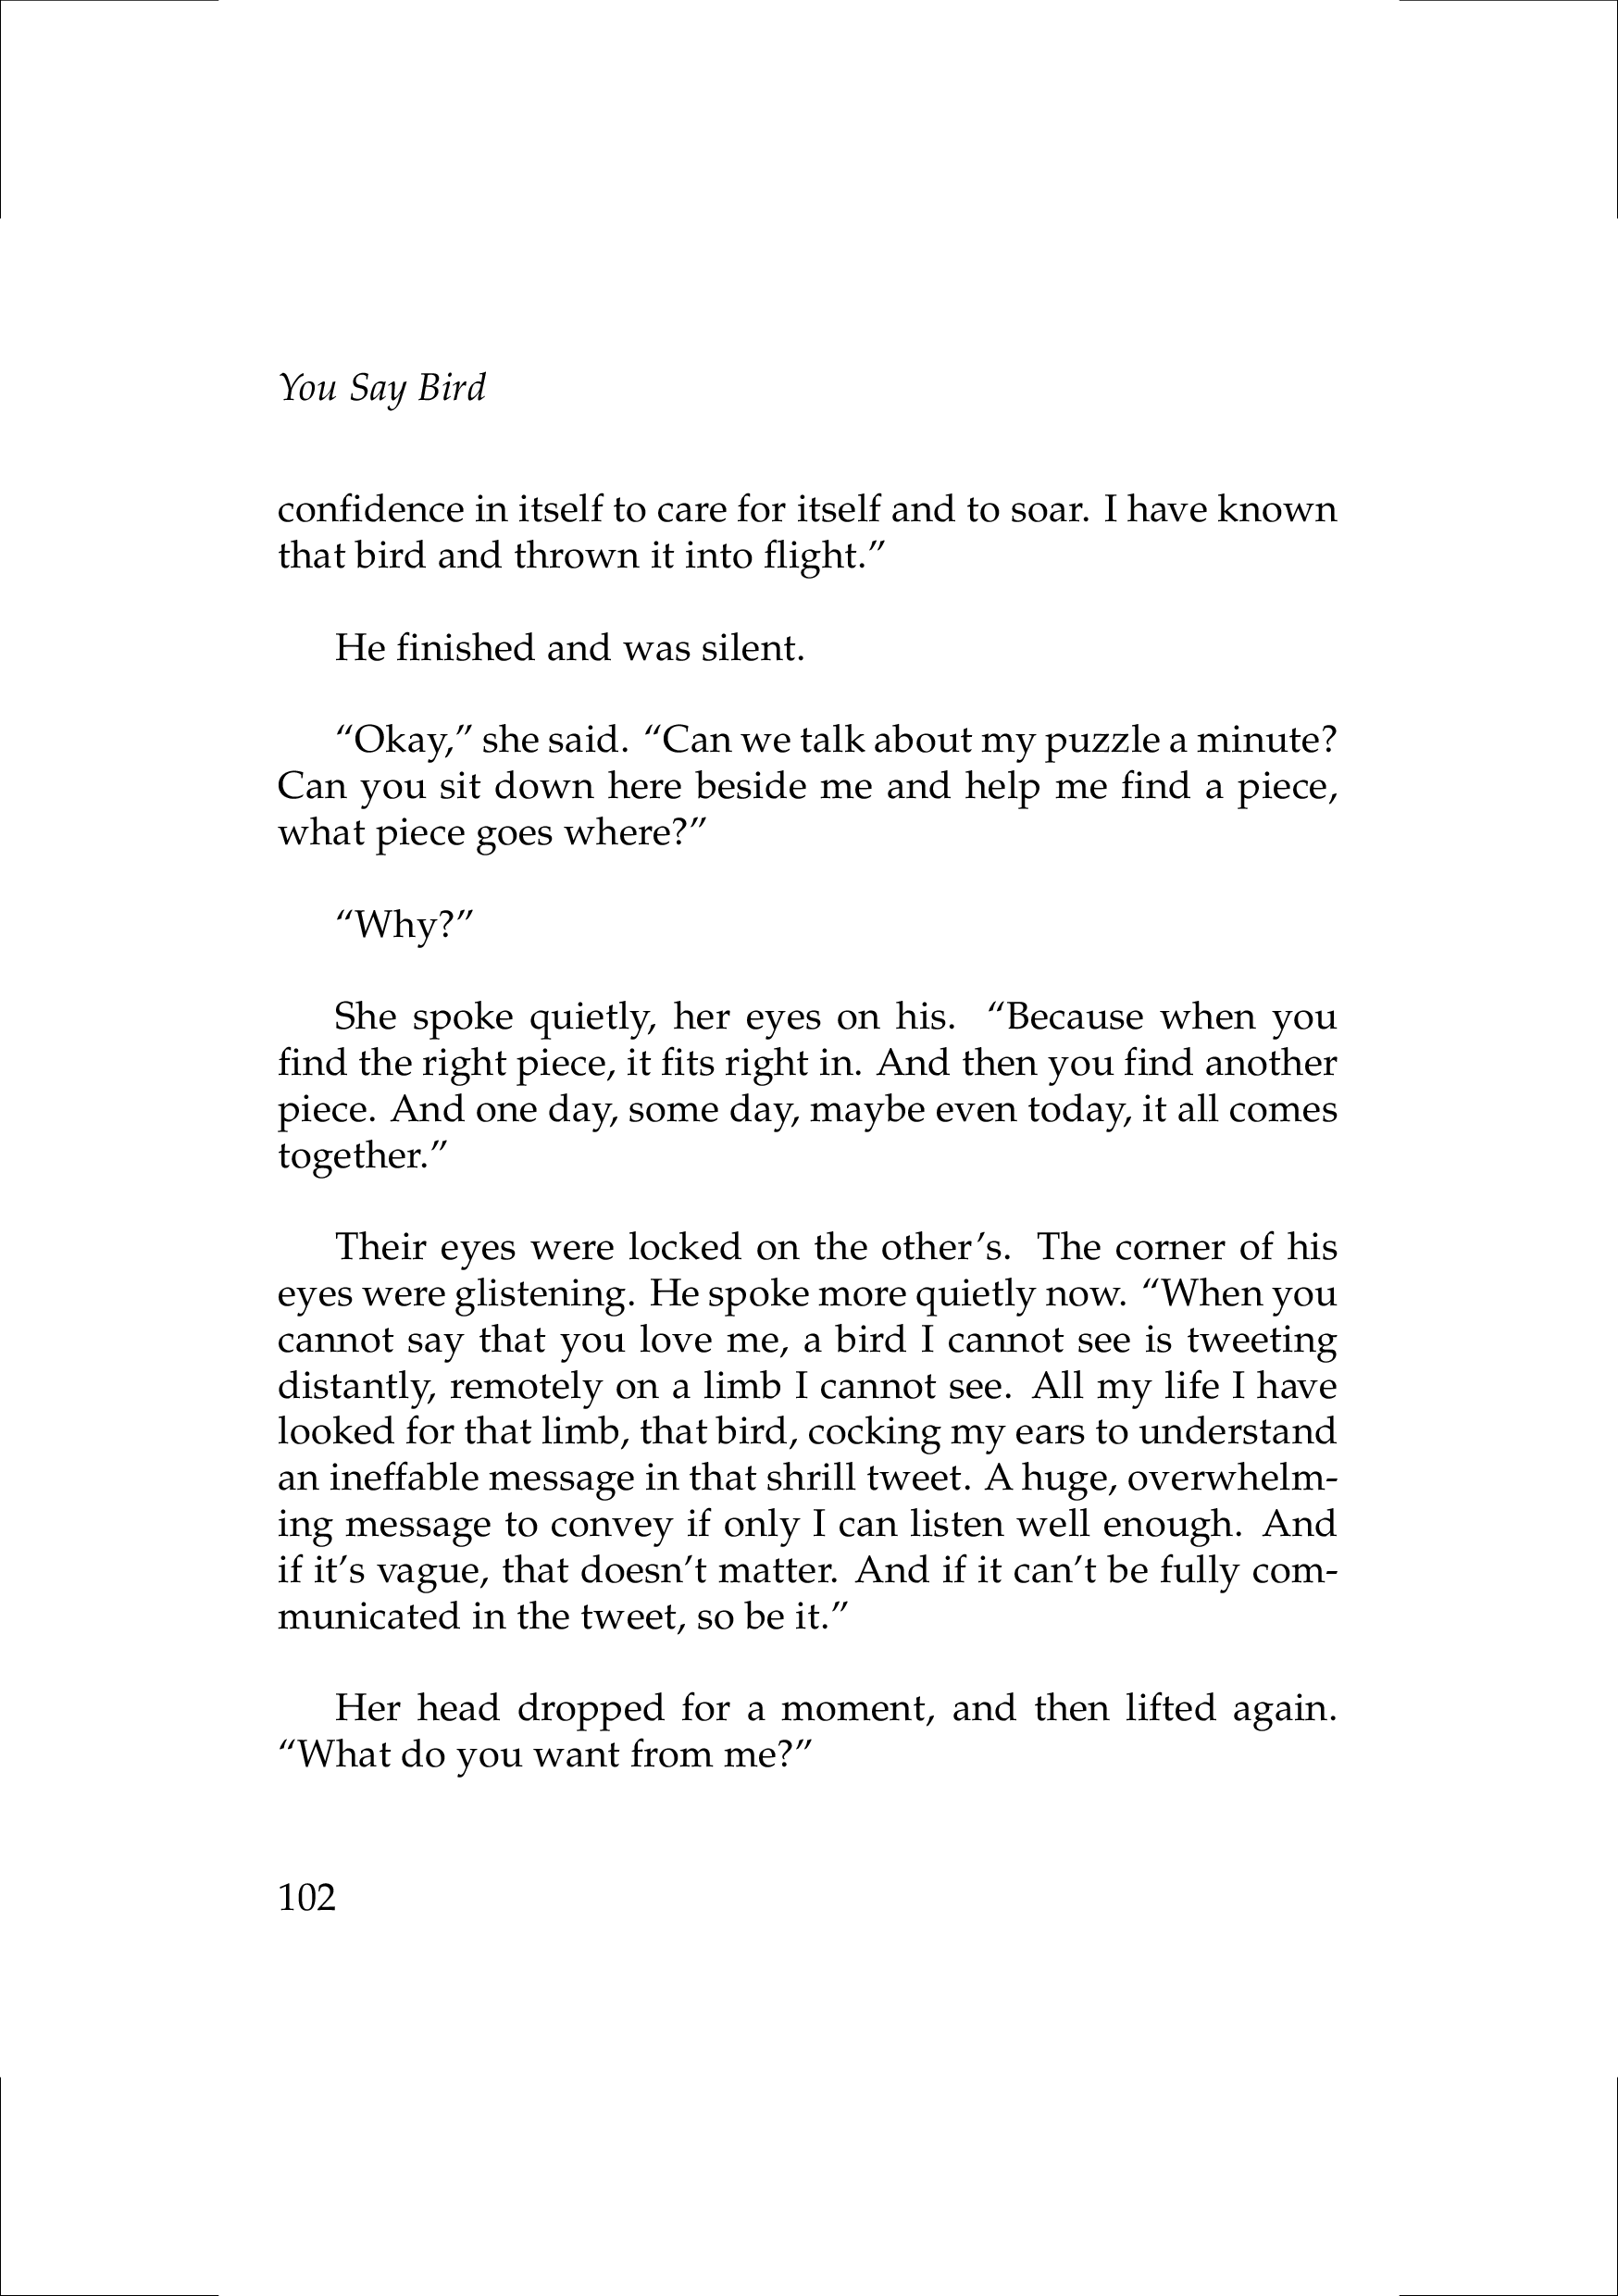 You Say Bird
confidence in itself to care for itself and to soar. I have known
that bird and thrown it into flight.”
He finished and was silent.
“Okay,” she said. “Can we talk about my puzzle a minute?
Can you sit down here beside me and help me find a piece,
what piece goes where?”
“Why?”
She spoke quietly, her eyes on his. “Because when you
find the right piece, it fits right in. And then you find another
piece. And one day, some day, maybe even today, it all comes
together.”
Their eyes were locked on the other’s. The corner of his
eyes were glistening. He spoke more quietly now. “When you
cannot say that you love me, a bird I cannot see is tweeting
distantly, remotely on a limb I cannot see. All my life I have
looked for that limb, that bird, cocking my ears to understand
an ineffable message in that shrill tweet. A huge, overwhelm-
ing message to convey if only I can listen well enough. And
if it’s vague, that doesn’t matter. And if it can’t be fully com-
municated in the tweet, so be it.”
Her head dropped for a moment, and then lifted again.
“What do you want from me?”
102